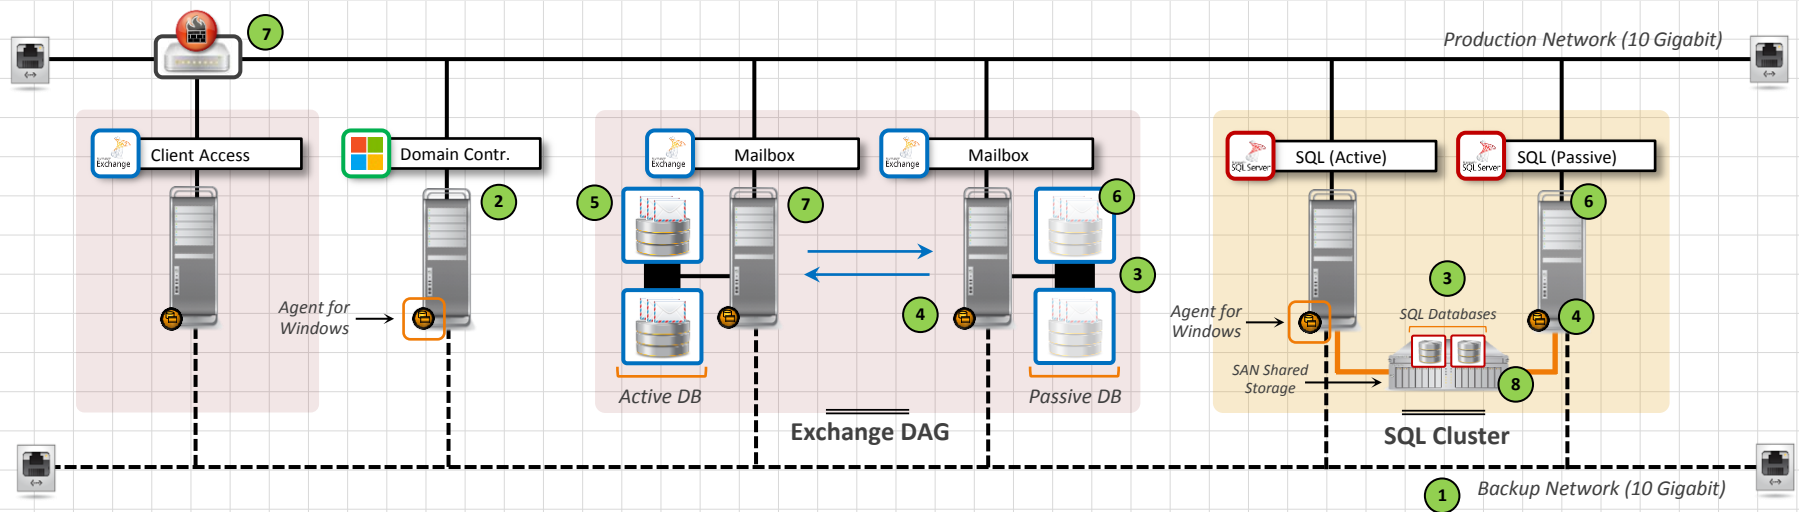 7
Production Network (10 Gigabit)
Exchange
Client Access
Domain Contr.
Exchange
Mailbox
Exchange
Mailbox
SQL Server
SQL (Active)
SQL Server
SQL (Passive)
2
5
7
6
6
3
3
4
4
Agent for
Windows
Agent for
Windows
SQL Databases
SAN Shared
Storage
8
Active DB
Passive DB
Exchange DAG
SQL Cluster
1
Backup Network (10 Gigabit)